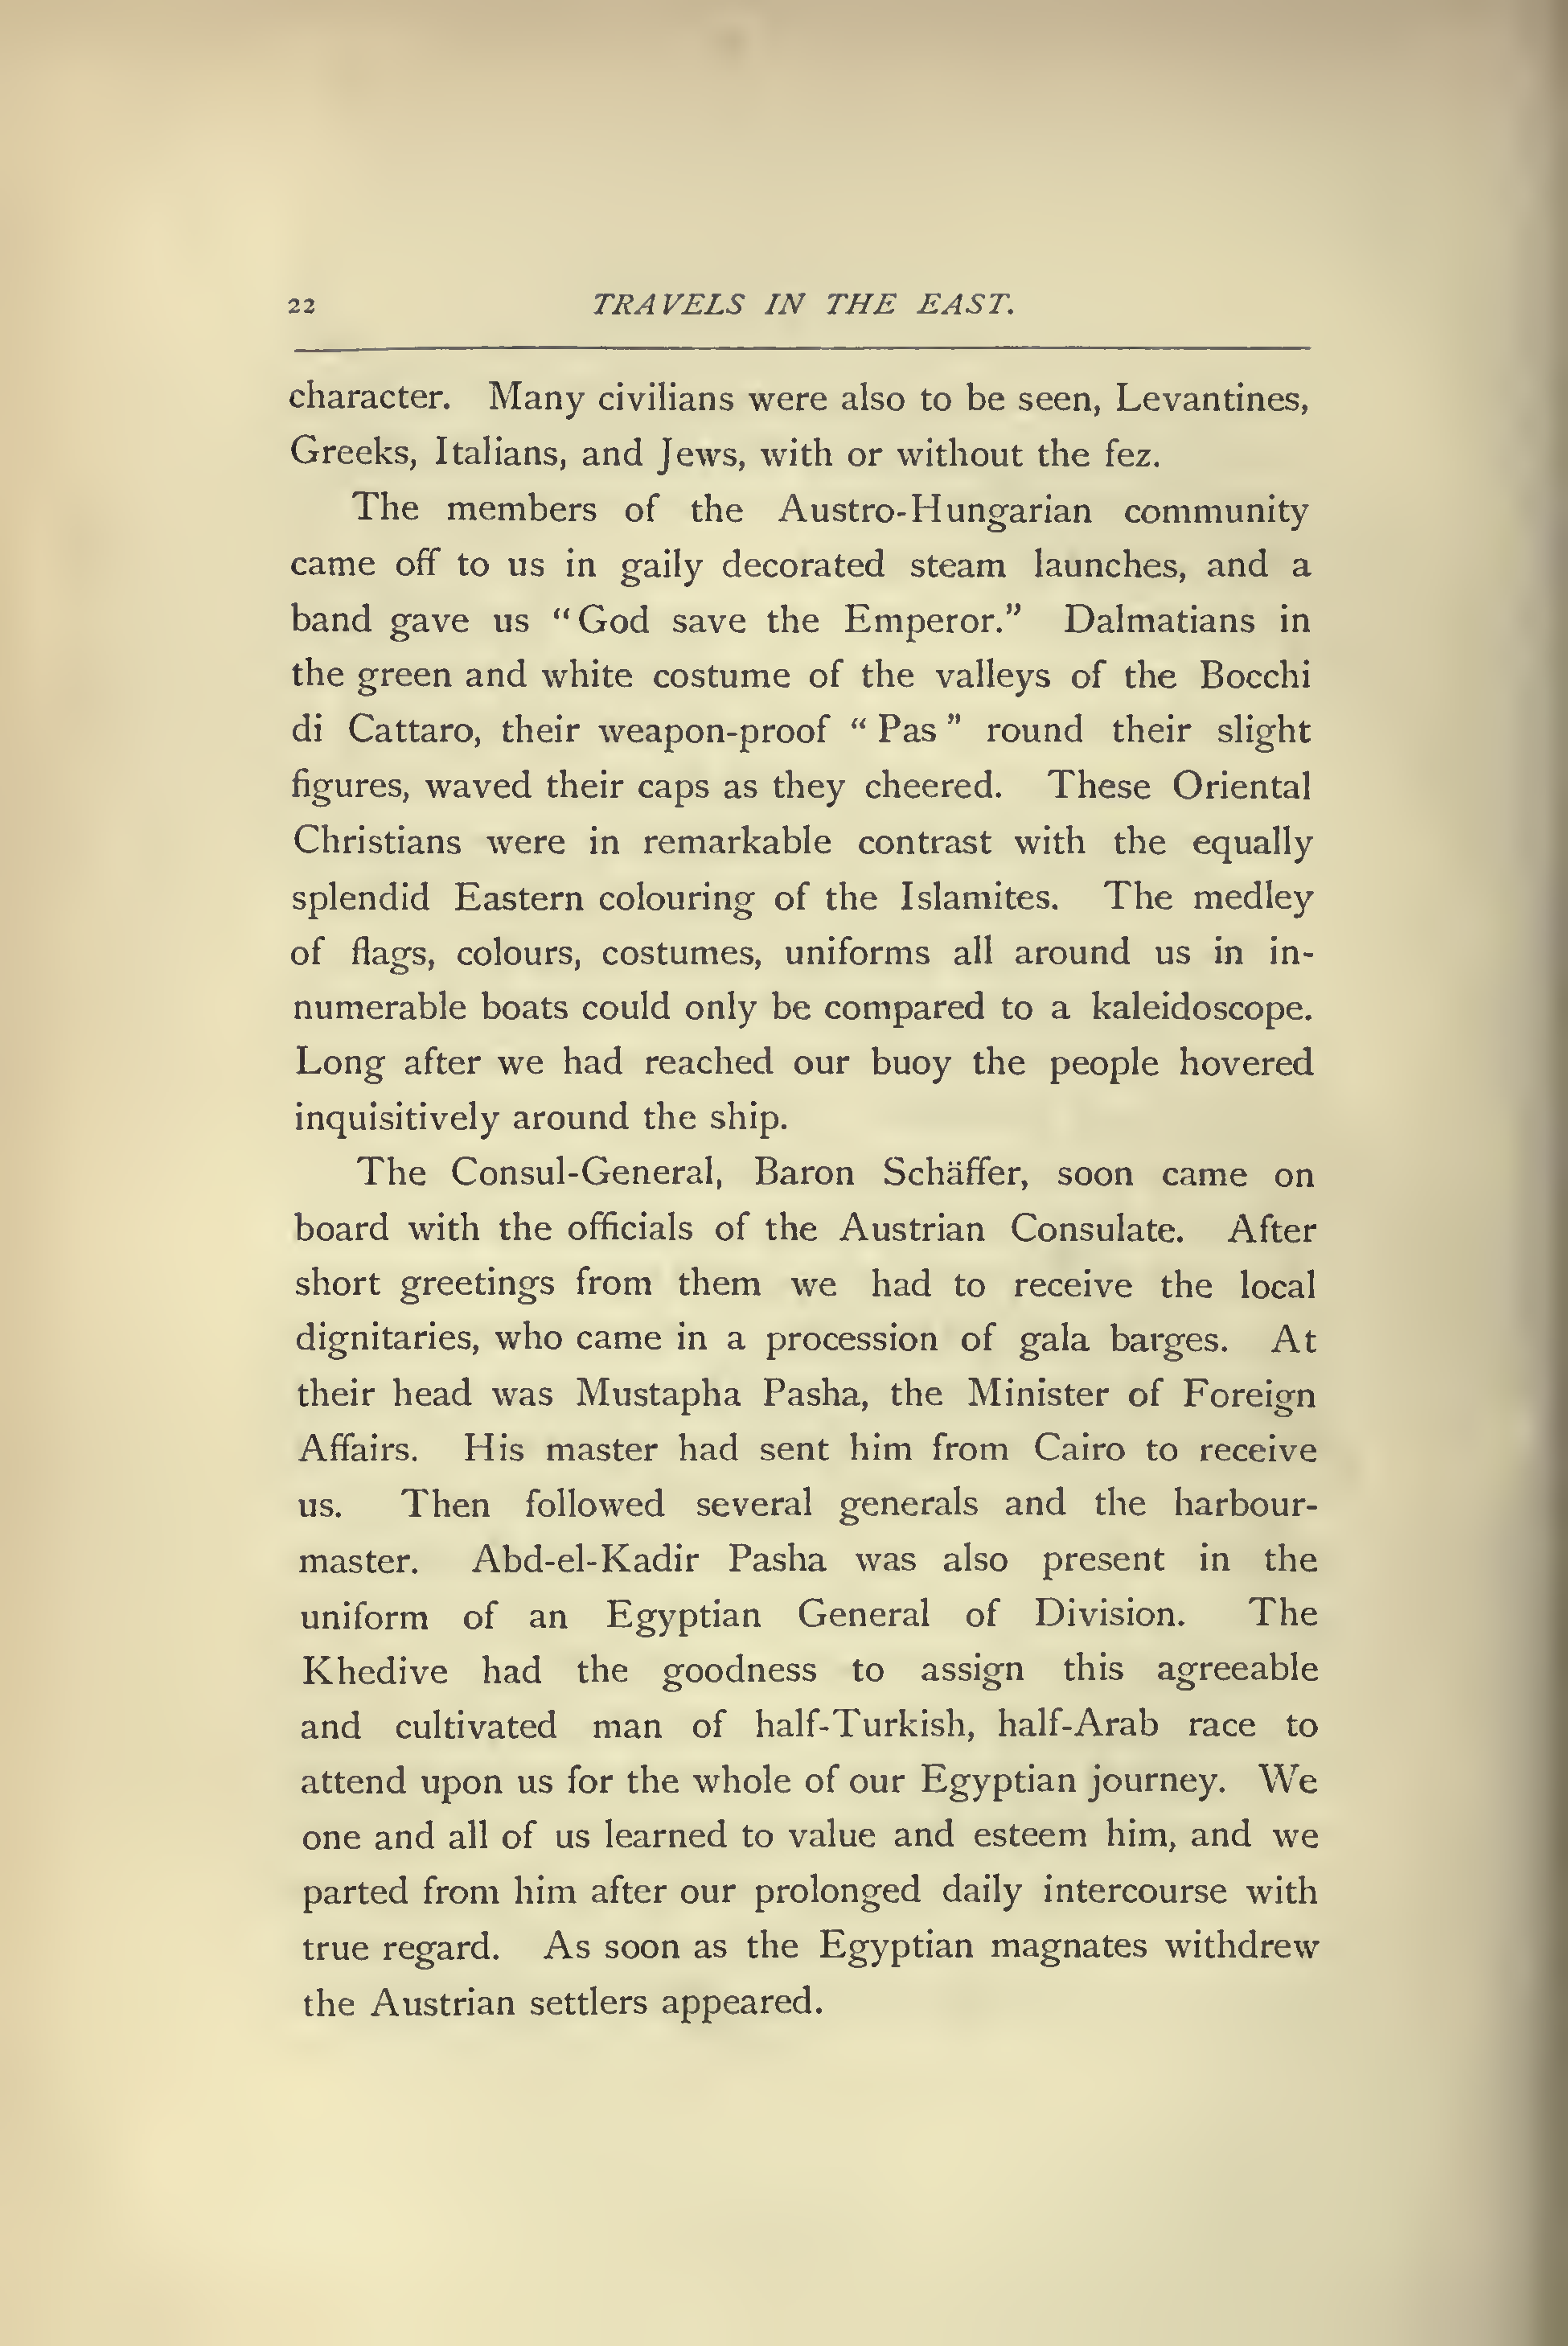 22 TRAVELS IN THE EAST.
character. Many civilians were also to be seen, Levantines,
Greeks, Italians, and Jews, with or without the fez.
The members of the Austro-Hungarian community
came off to us in gaily decorated steam launches, and a
band gave us “God save the Emperor.” Dalmatians in
the green and white costume of the valleys of the Bocchi
di Cattaro, their weapon-proof “ Pas ” round their slight
figures, waved their caps as they cheered. These Oriental
Christians were in remarkable contrast with the equally
splendid Eastern colouring of the Islamites. The medley
of flags, colours, costumes, uniforms all around us in in-
numerable boats could only be compared to a kaleidoscope.
Long after we had reached our buoy the people hovered
inquisitively around the ship.
The Consul-General, Baron Schäffer, soon came on
board with the officials of the Austrian Consulate. After
short greetings from them we had to receive the local
dignitaries, who came in a procession of gala barges. At
their head was Mustapha Pasha, the Minister of Foreign
Affairs. His master had sent him from Cairo to receive
us. Then followed several generals and the harbour-
master. Abd-el-Kadir Pasha was also present in the
uniform of an Egyptian General of Division. The
Khedive had the goodness to assign this agreeable
and cultivated man of half-Turkish, half-Arab race to
attend upon us for the whole of our Egyptian journey. We
one and all of us learned to value and esteem him, and we
parted from him after our prolonged daily intercourse with
true regard. As soon as the Egyptian magnates withdrew
the Austrian settlers appeared.